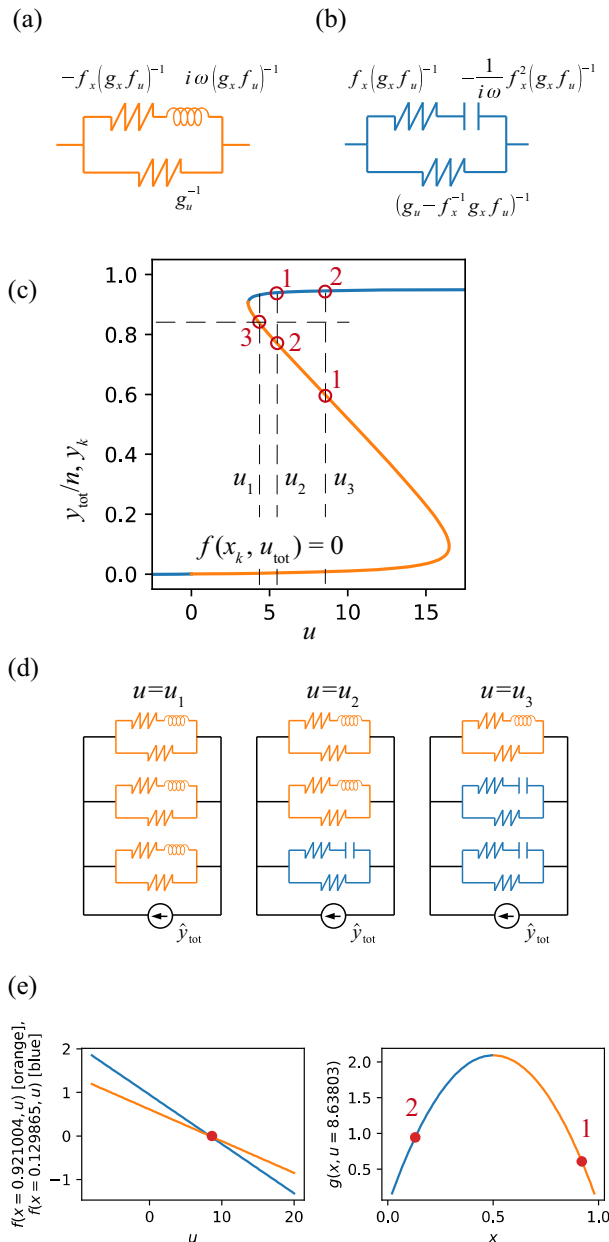 (a)
(b)
−f_x(g_x f_u)^−1 iω(g_x f_u)^−1
g_u^−1
f_x(g_x f_u)^−1 −1/iω f_x^2(g_x f_u)^−1
(g_u−f_x^−1 g_x f_u)^−1
(c)
y_tot/n, y_k
1.0
0.8
0.6
0.4
0.2
0.0
1
2
3
2
1
u_1
u_2
u_3
f(x_k, u_tot)=0
0
5
10
15
u
(d)
u=u_1
u=u_2
u=u_3
ŷ_tot
ŷ_tot
ŷ_tot
(e)
f(x = 0.921004, u) [orange],
f(x = 0.129865, u) [blue]
2
1
0
−1
0
10
20
u
g(x, u = 8.63803)
2.0
1.5
1.0
0.5
2
1
0.0
0.5
1.0
x